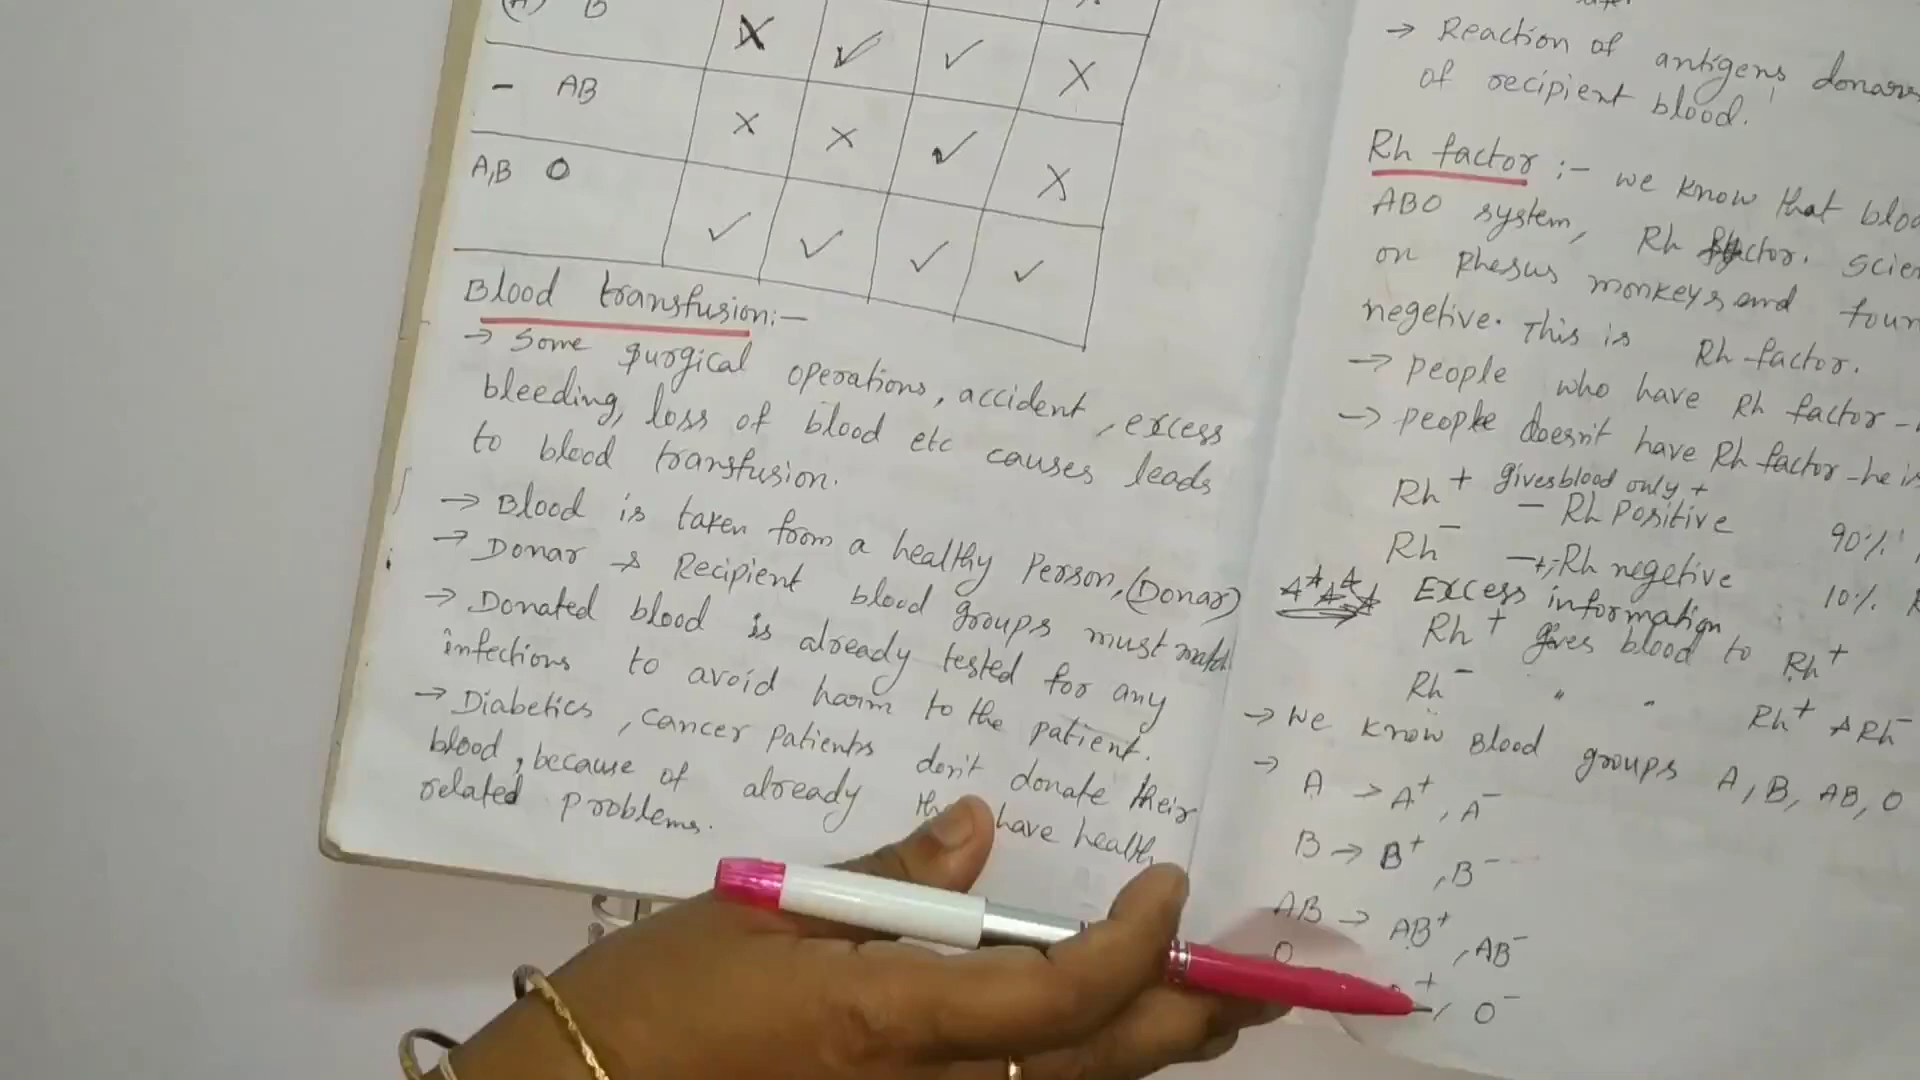 (A) B
X ✓ ✓ X
- AB
X X ✓ X
A,B O
✓ ✓ ✓ ✓
Blood transfusion:-
→ Some surgical operations, accident, excess
bleeding, loss of blood etc causes leads
to blood transfusion.
→ Blood is taken from a healthy Person,(Donar)
→ Donar & Recipient blood groups must match
→ Donated blood is already tested for any
infections to avoid harm to the patient.
→ Diabetics, cancer patients don't donate their
blood, because of already have health
related problems.
→ Reaction of antigens donars
of recipient blood.
Rh factor :- we know that
ABO system, Rh factor.
on Rhesus monkeys and
negetive. This is Rh factor.
→ people who have Rh factor -
→ people doesn't have Rh factor - he is
Rh+ gives blood only +
- Rh Positive 90%
Rh- - Rh negetive 10%
Excess information
Rh+ gives blood to Rh+
Rh- " " Rh+ & Rh-
→ We know Blood groups A, B, AB, O
→ A → A+, A-
B → B+, B-
AB → AB+, AB-
O +, O-